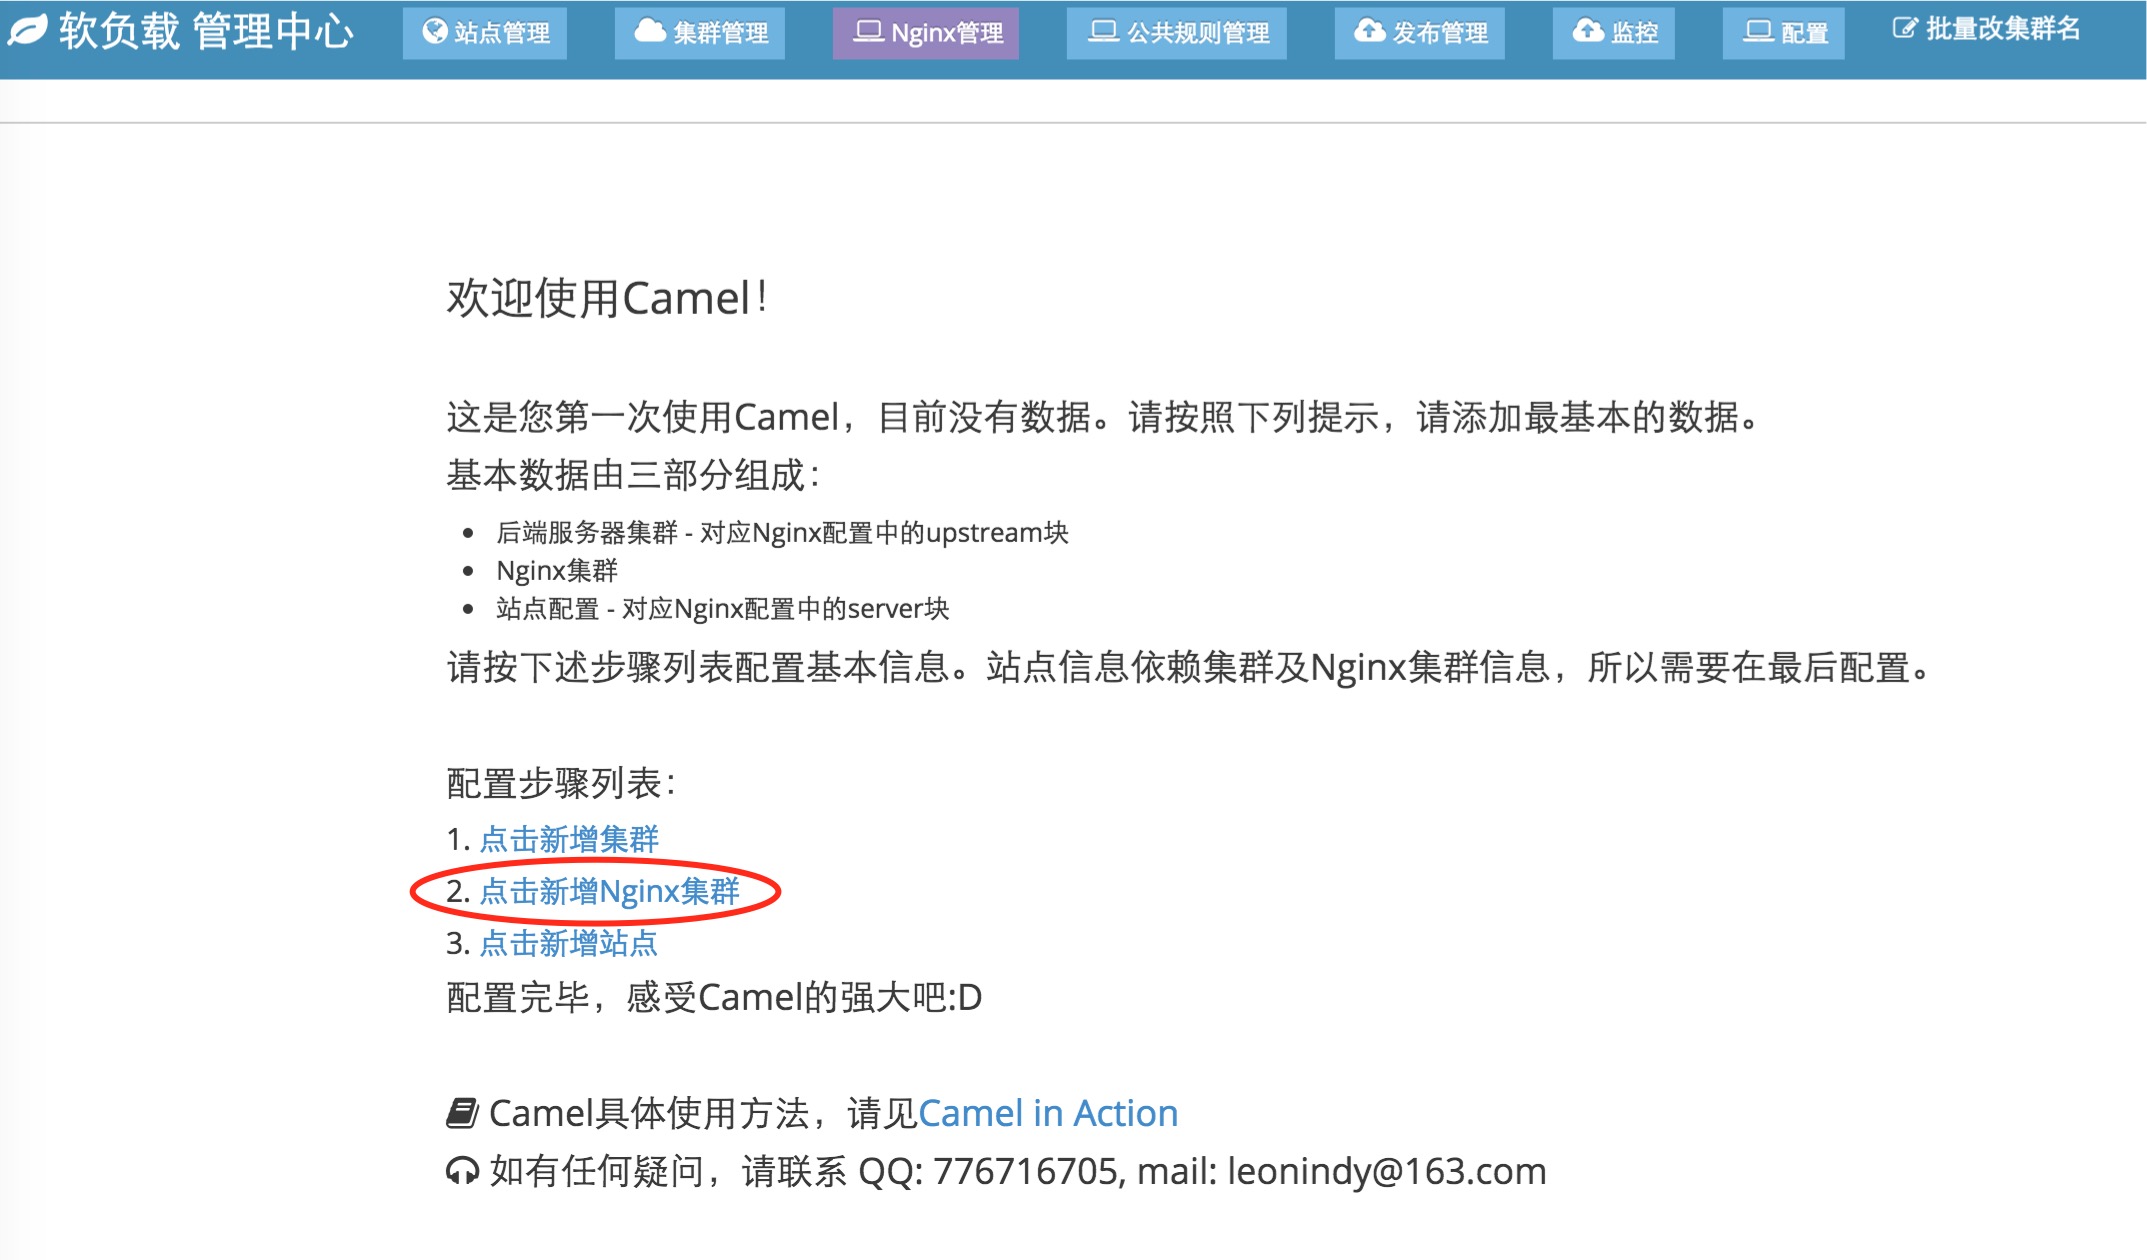 软负载 管理中心 站点管理 集群管理 Nginx管理 公共规则管理 发布管理 监控 配置 批量改集群名
欢迎使用Camel！
这是您第一次使用Camel，目前没有数据。请按照下列提示，请添加最基本的数据。
基本数据由三部分组成：
后端服务器集群 - 对应Nginx配置中的upstream块
Nginx集群
站点配置 - 对应Nginx配置中的server块
请按下述步骤列表配置基本信息。站点信息依赖集群及Nginx集群信息，所以需要在最后配置。
配置步骤列表：
1. 点击新增集群
2. 点击新增Nginx集群
3. 点击新增站点
配置完毕，感受Camel的强大吧:D
Camel具体使用方法，请见Camel in Action
如有任何疑问，请联系 QQ: 776716705, mail: leonindy@163.com